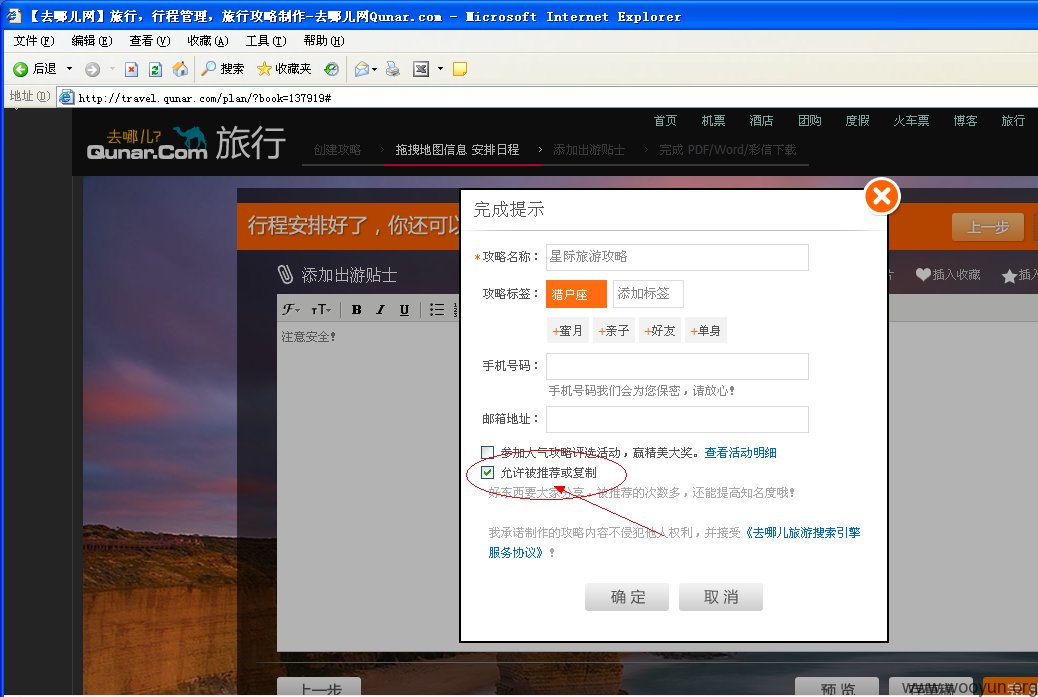 【去哪儿网】旅行，行程管理，旅行攻略制作-去哪儿网Qunar.com - Microsoft Internet Explorer
文件(F) 编辑(E) 查看(V) 收藏(A) 工具(T) 帮助(H)
后退 搜索 收藏夹
地址(D) http://travel.qunar.com/plan/?book=137919#
首页 机票 酒店 团购 度假 火车票 博客 旅行
去哪儿? Qunar.Com 旅行
创建攻略 > 拖拽地图信息 安排日程 > 添加出游贴士 > 完成 PDF/Word/彩信下载
完成提示
行程安排好了，你还可以
上一步
添加出游贴士
片 插入收藏 插入
B I U
注意安全!
*攻略名称： 星际旅游攻略
攻略标签： 猎户座 添加标签
+蜜月 +亲子 +好友 +单身
手机号码：
手机号码我们会为您保密，请放心!
邮箱地址：
参加人气攻略评选活动，赢精美大奖。查看活动明细
允许被推荐或复制
好东西要大家分享，被推荐的次数多，还能提高知名度哦!
我承诺制作的攻略内容不侵犯他人权利，并接受《去哪儿旅游搜索引擎
服务协议》!
确 定 取 消
上一步 预 览
www.wooyun.org